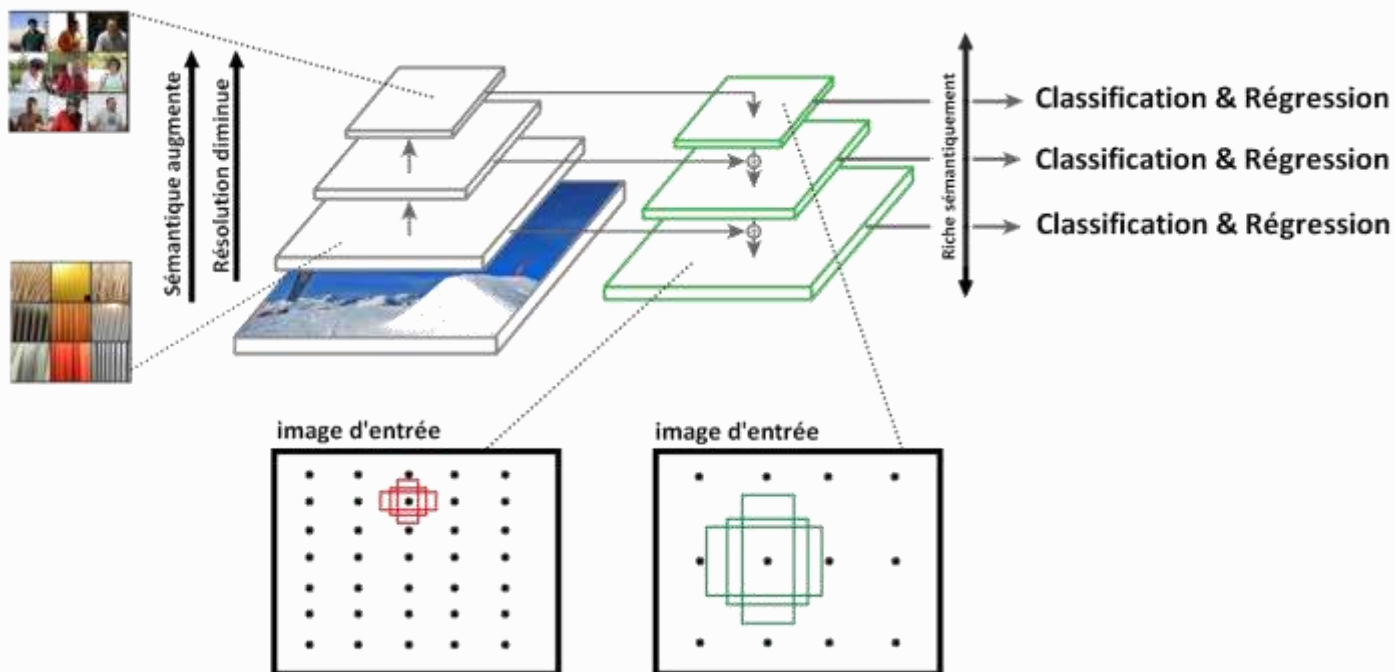 Sémantique augmente
Résolution diminue
Riche sémantiquement
Classification & Régression
Classification & Régression
Classification & Régression
image d'entrée
image d'entrée